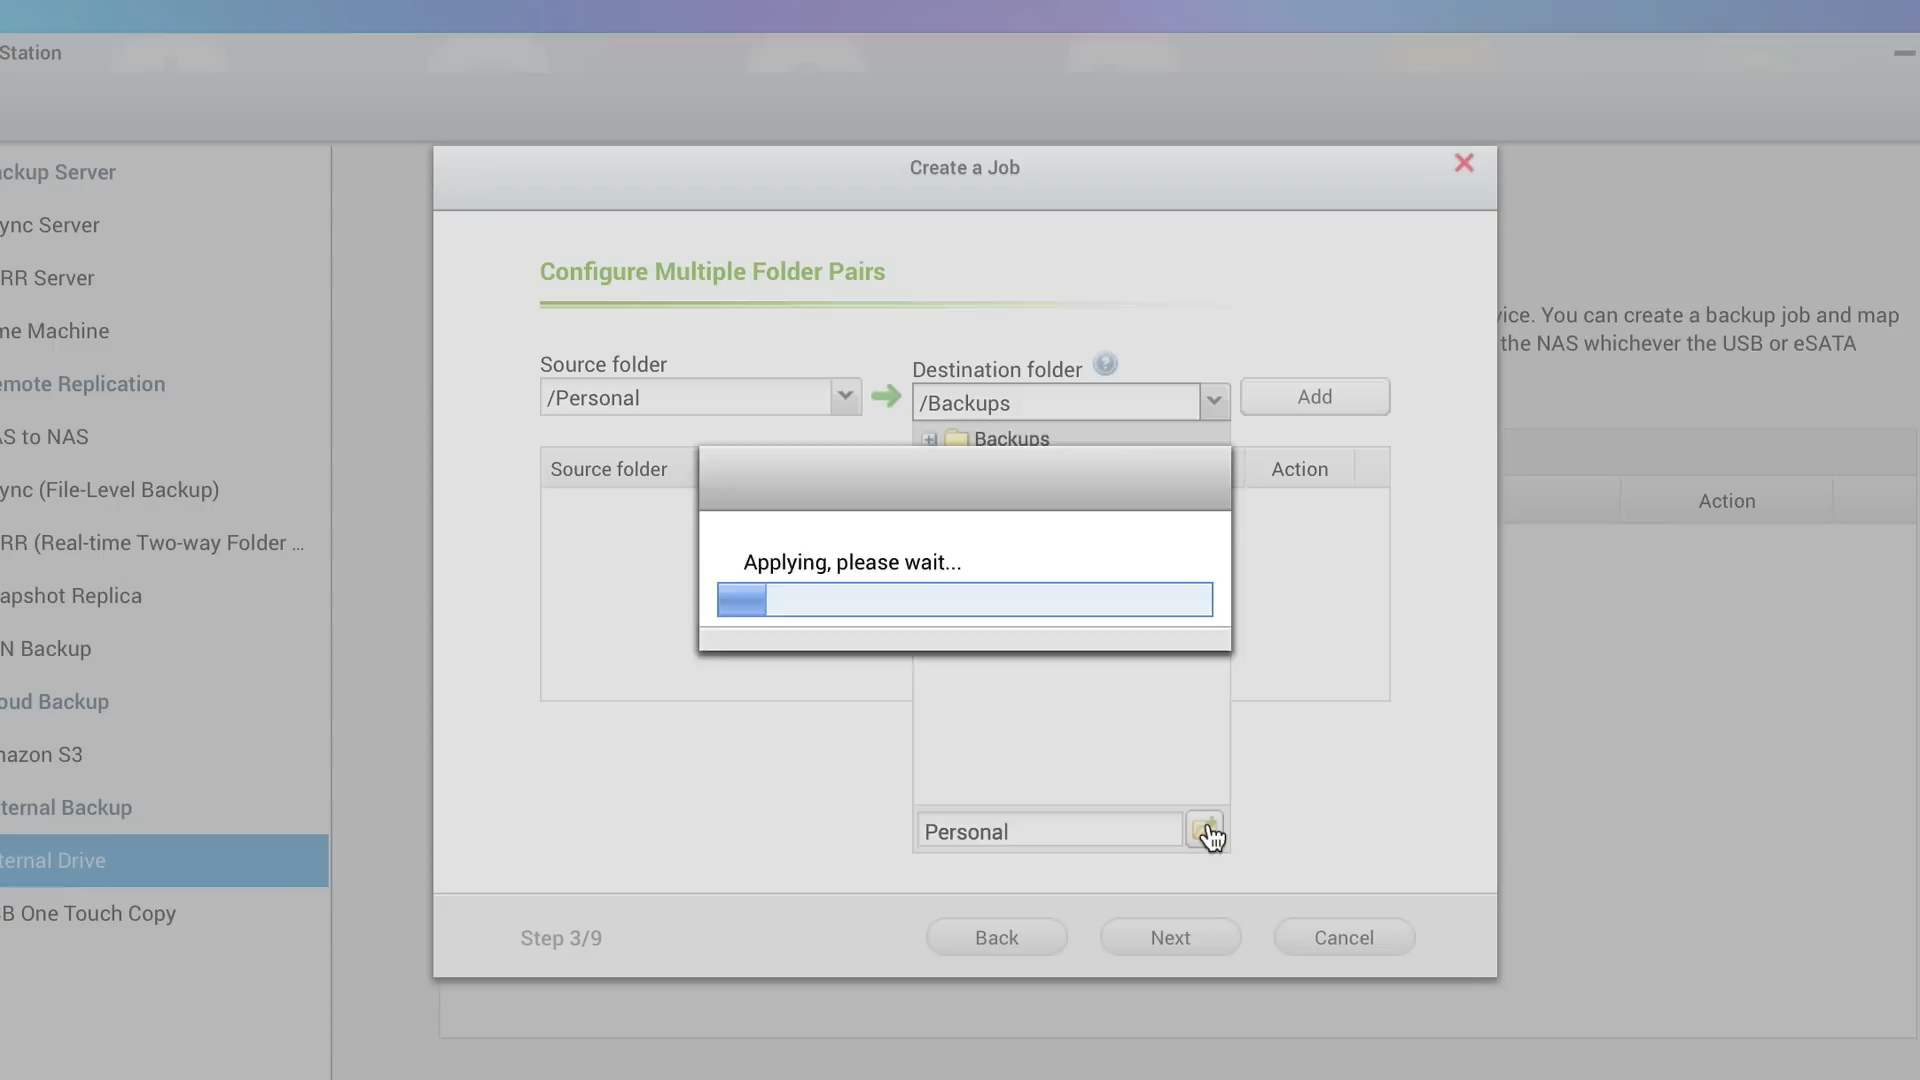 Station
ckup Server
ync Server
RR Server
me Machine
emote Replication
AS to NAS
ync (File-Level Backup)
RR (Real-time Two-way Folder ...
apshot Replica
N Backup
oud Backup
nazon S3
ternal Backup
ternal Drive
B One Touch Copy
Create a Job
Configure Multiple Folder Pairs
Source folder
/Personal
Destination folder
/Backups
Add
Backups
Source folder
Action
Applying, please wait...
Personal
Step 3/9
Back
Next
Cancel
vice. You can create a backup job and map
the NAS whichever the USB or eSATA
Action